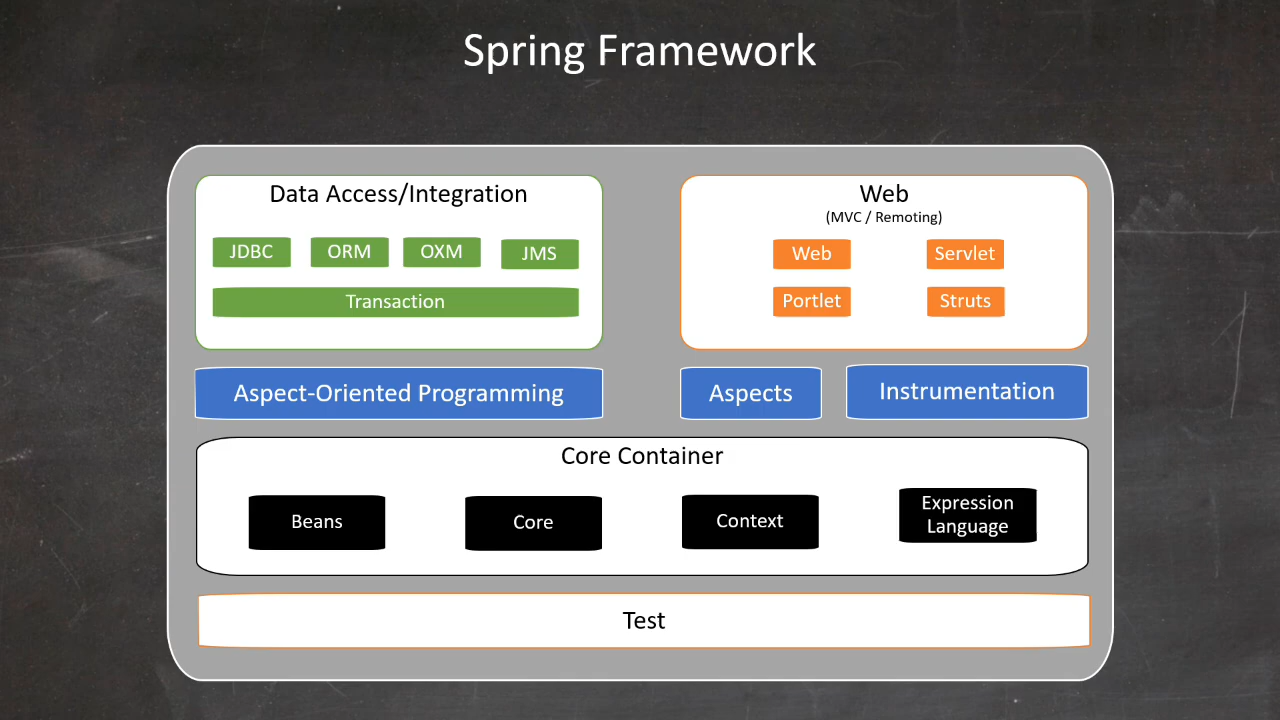 Spring Framework
Data Access/Integration
JDBC
ORM
OXM
JMS
Transaction
Web
(MVC / Remoting)
Web
Servlet
Portlet
Struts
Aspect-Oriented Programming
Aspects
Instrumentation
Core Container
Beans
Core
Context
Expression
Language
Test